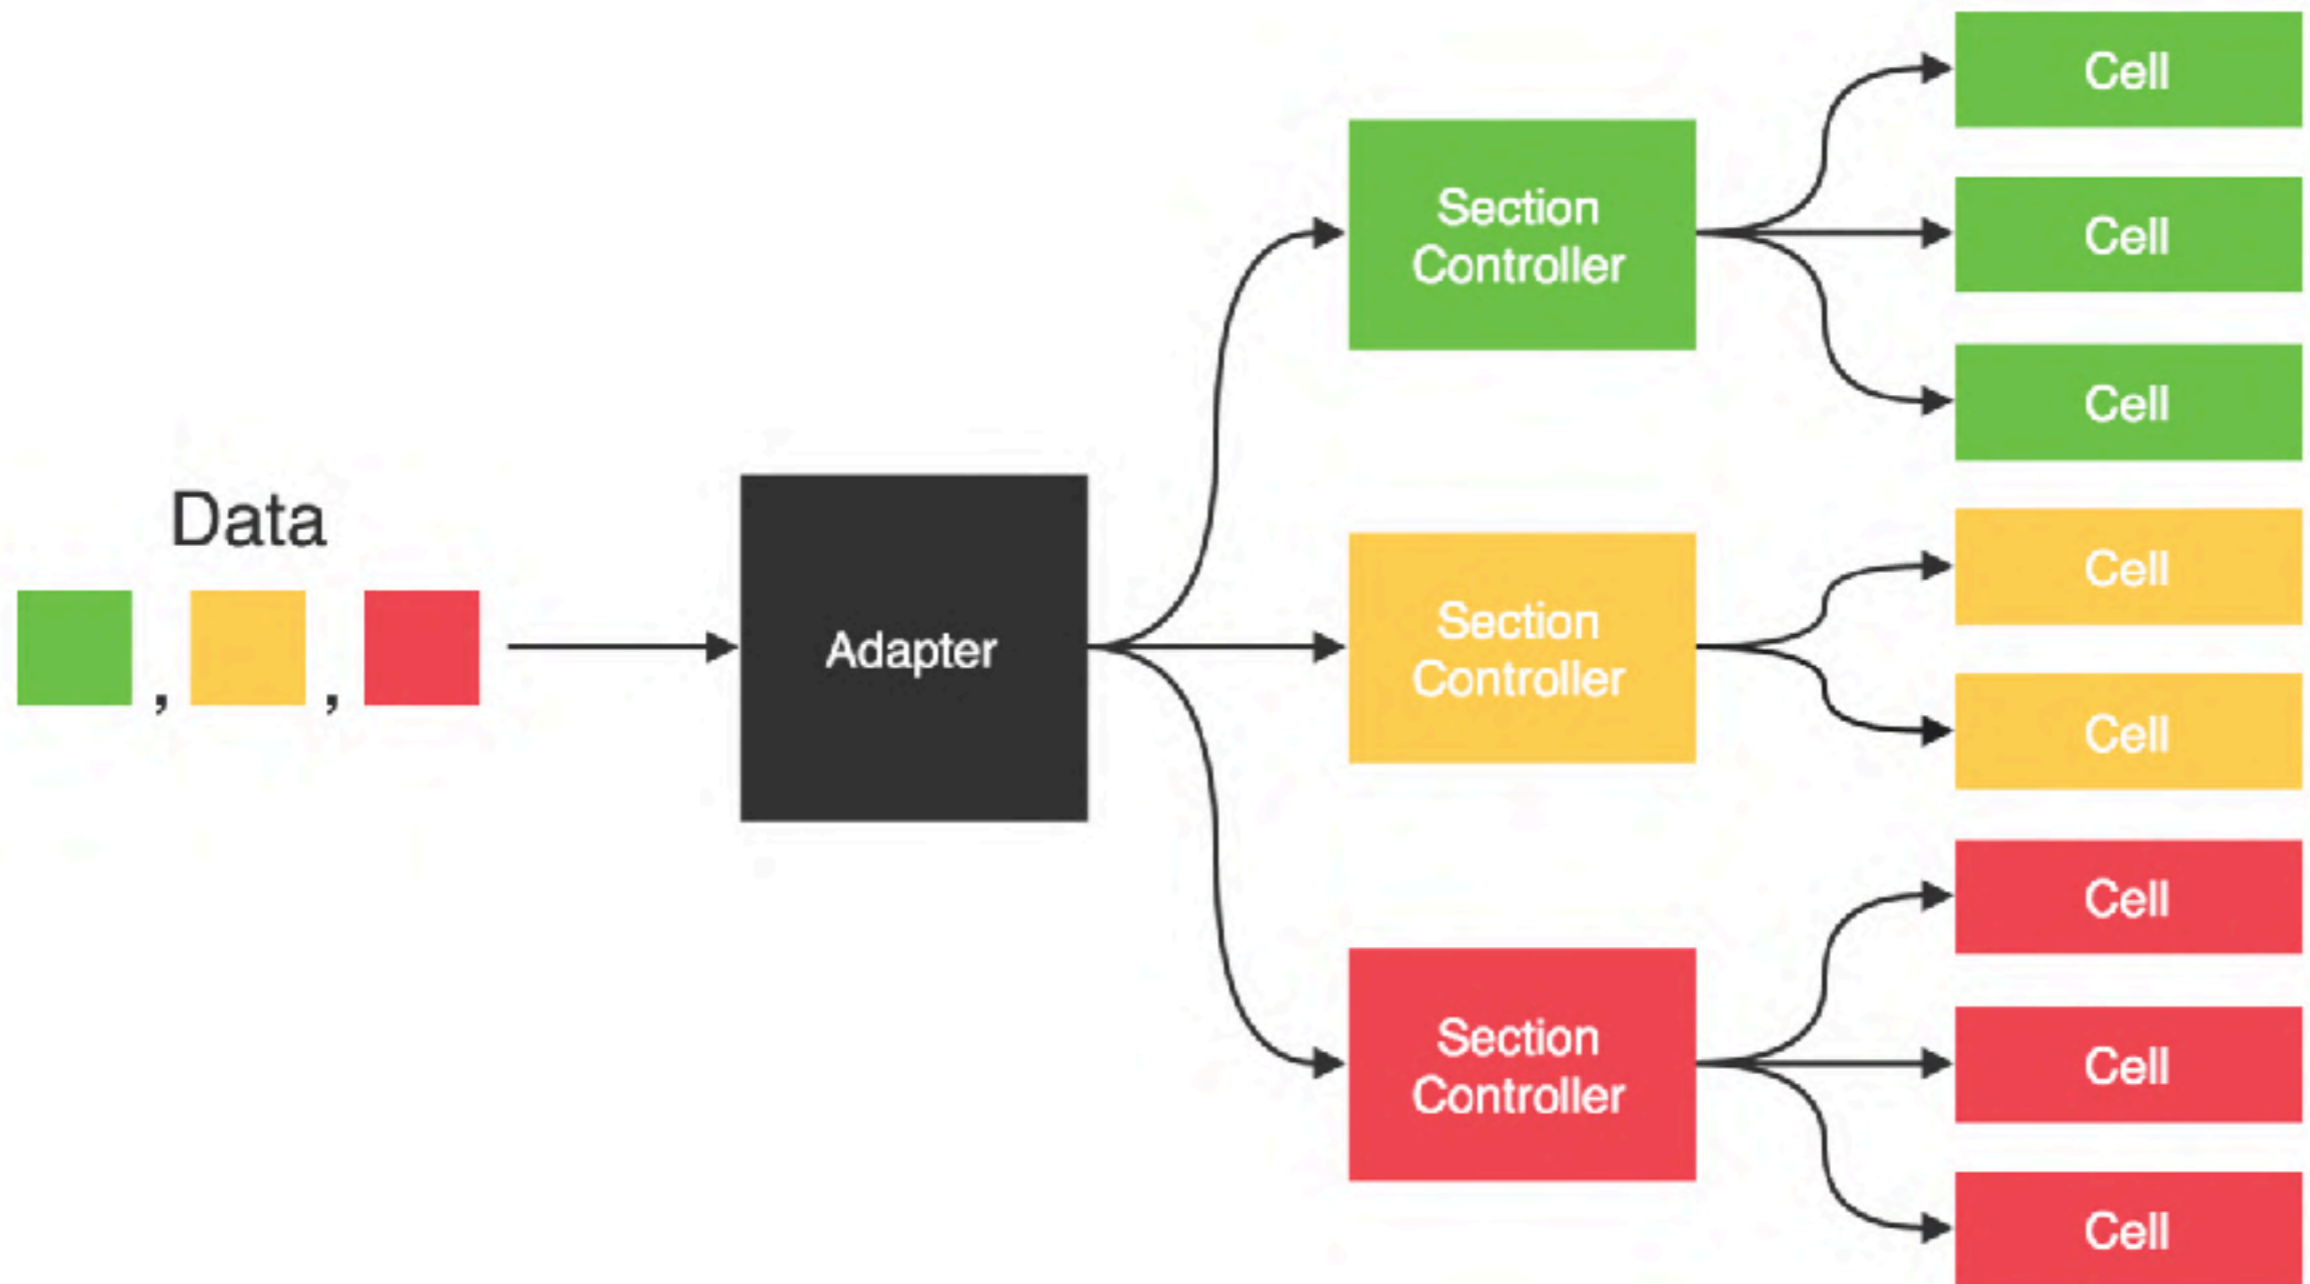 Data
, ,
Adapter
Section
Controller
Cell
Cell
Cell
Section
Controller
Cell
Cell
Section
Controller
Cell
Cell
Cell